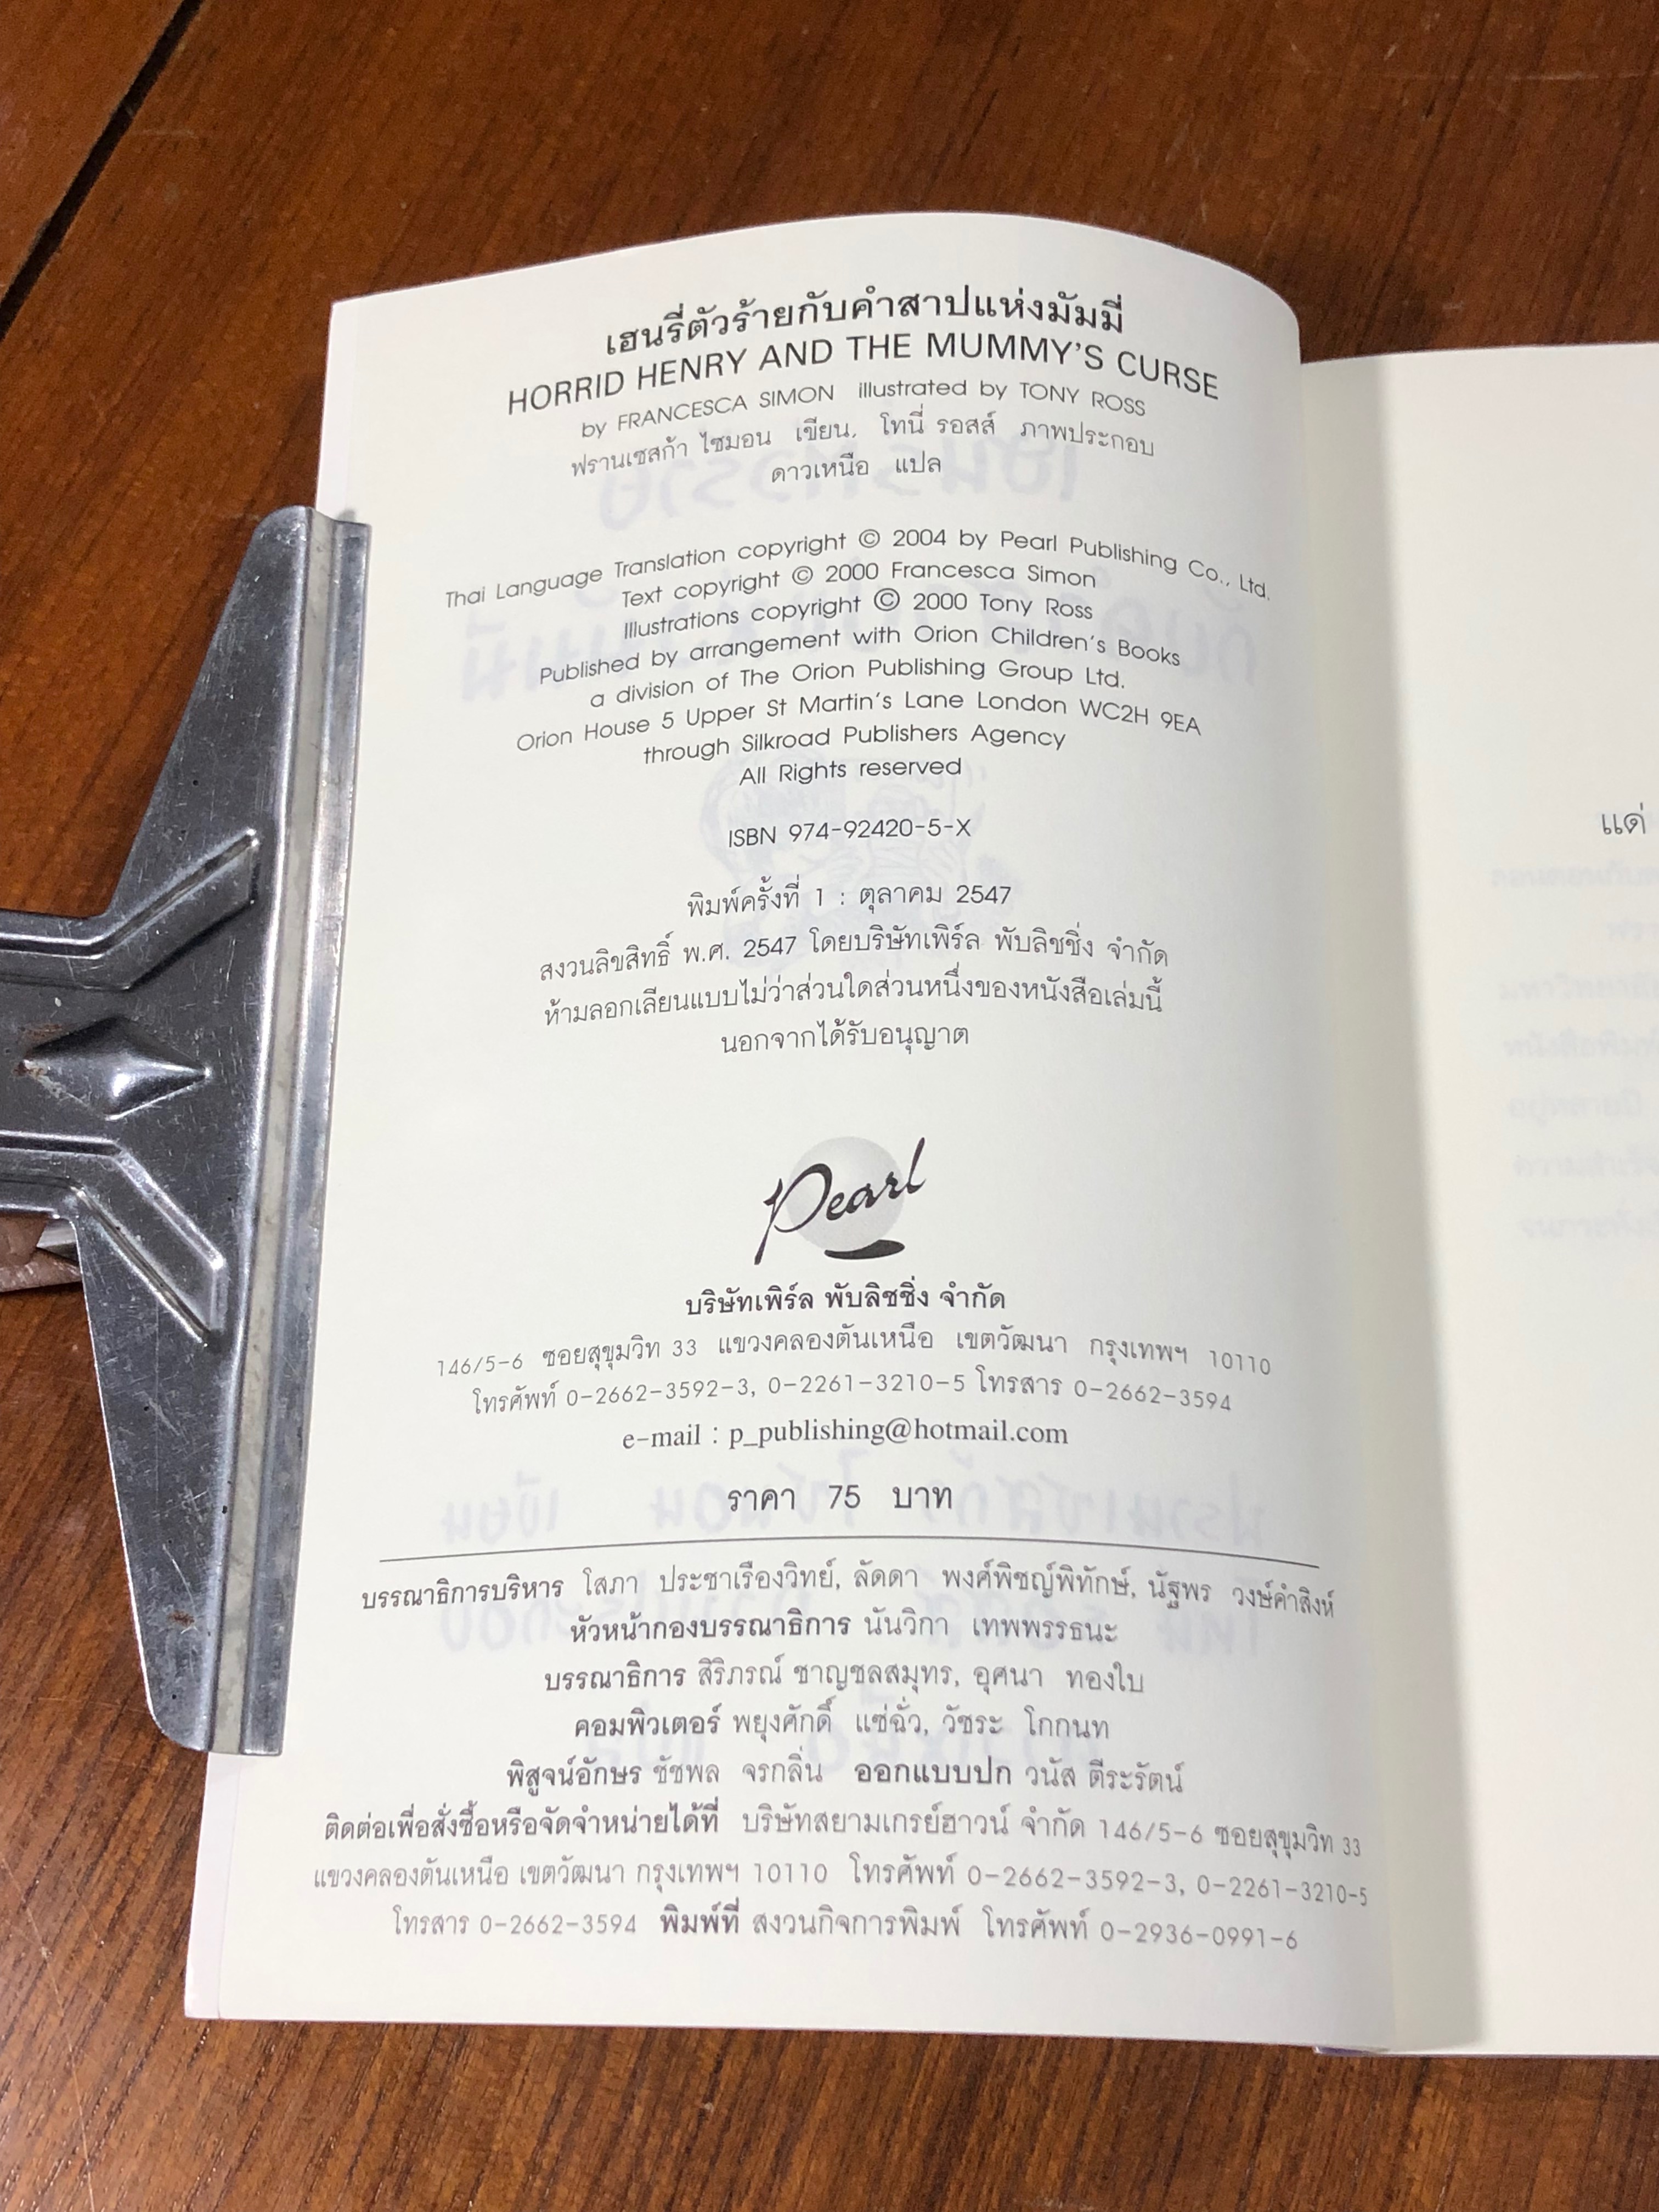 เฮนรี่ตัวร้ายกับคำสาปแห่งมัมมี่
HORRID HENRY AND THE MUMMY'S CURSE
by FRANCESCA SIMON illustrated by TONY ROSS
ฟรานเซสก้า ไซมอน เขียน, โทนี่ รอสส์ ภาพประกอบ
ดาวเหนือ แปล
Thai Language Translation copyright © 2004 by Pearl Publishing Co., Ltd.
Text copyright © 2000 Francesca Simon
Illustrations copyright © 2000 Tony Ross
Published by arrangement with Orion Children's Books
a division of The Orion Publishing Group Ltd.
Orion House 5 Upper St Martin's Lane London WC2H 9EA
through Silkroad Publishers Agency
All Rights reserved
ISBN 974-92420-5-X
พิมพ์ครั้งที่ 1 : ตุลาคม 2547
สงวนลิขสิทธิ์ พ.ศ. 2547 โดยบริษัทเพิร์ล พับลิชชิ่ง จำกัด
ห้ามลอกเลียนแบบไม่ว่าส่วนใดส่วนหนึ่งของหนังสือเล่มนี้
นอกจากได้รับอนุญาต
Pearl
บริษัทเพิร์ล พับลิชชิ่ง จำกัด
146/5-6 ซอยสุขุมวิท 33 แขวงคลองตันเหนือ เขตวัฒนา กรุงเทพฯ 10110
โทรศัพท์ 0-2662-3592-3, 0-2261-3210-5 โทรสาร 0-2662-3594
e-mail : p_publishing@hotmail.com
ราคา 75 บาท
บรรณาธิการบริหาร โสภา ประชาเรืองวิทย์, ลัดดา พงศ์พิชญ์พิทักษ์, นัฐพร วงษ์คำสิงห์
หัวหน้ากองบรรณาธิการ นันวิกา เทพพรรธนะ
บรรณาธิการ สิริภรณ์ ชาญชลสมุทร, อุศนา ทองใบ
คอมพิวเตอร์ พยุงศักดิ์ แซ่ฉั่ว, วัชระ โกกนท
พิสูจน์อักษร ชัชพล จรกลิ่น ออกแบบปก วนัส ตีระรัตน์
ติดต่อเพื่อสั่งซื้อหรือจัดจำหน่ายได้ที่ บริษัทสยามเกรย์ฮาวน์ จำกัด 146/5-6 ซอยสุขุมวิท 33
แขวงคลองตันเหนือ เขตวัฒนา กรุงเทพฯ 10110 โทรศัพท์ 0-2662-3592-3, 0-2261-3210-5
โทรสาร 0-2662-3594 พิมพ์ที่ สงวนกิจการพิมพ์ โทรศัพท์ 0-2936-0991-6
แด่